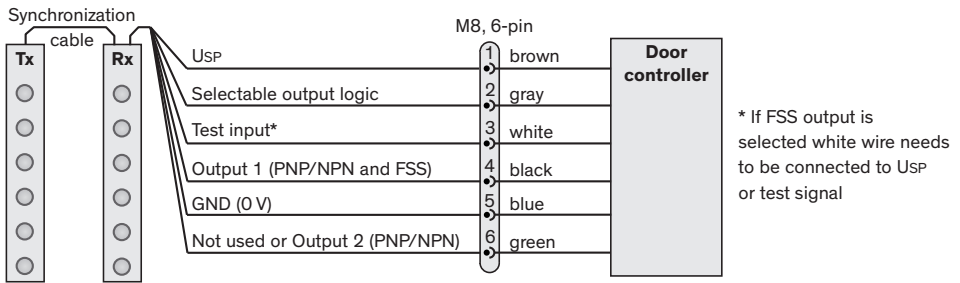 Synchronization
cable
Tx
Rx
M8, 6-pin
USP
1
brown
Selectable output logic
2
gray
Test input*
3
white
Output 1 (PNP/NPN and FSS)
4
black
GND (0 V)
5
blue
Not used or Output 2 (PNP/NPN)
6
green
Door
controller
* If FSS output is
selected white wire needs
to be connected to USP
or test signal